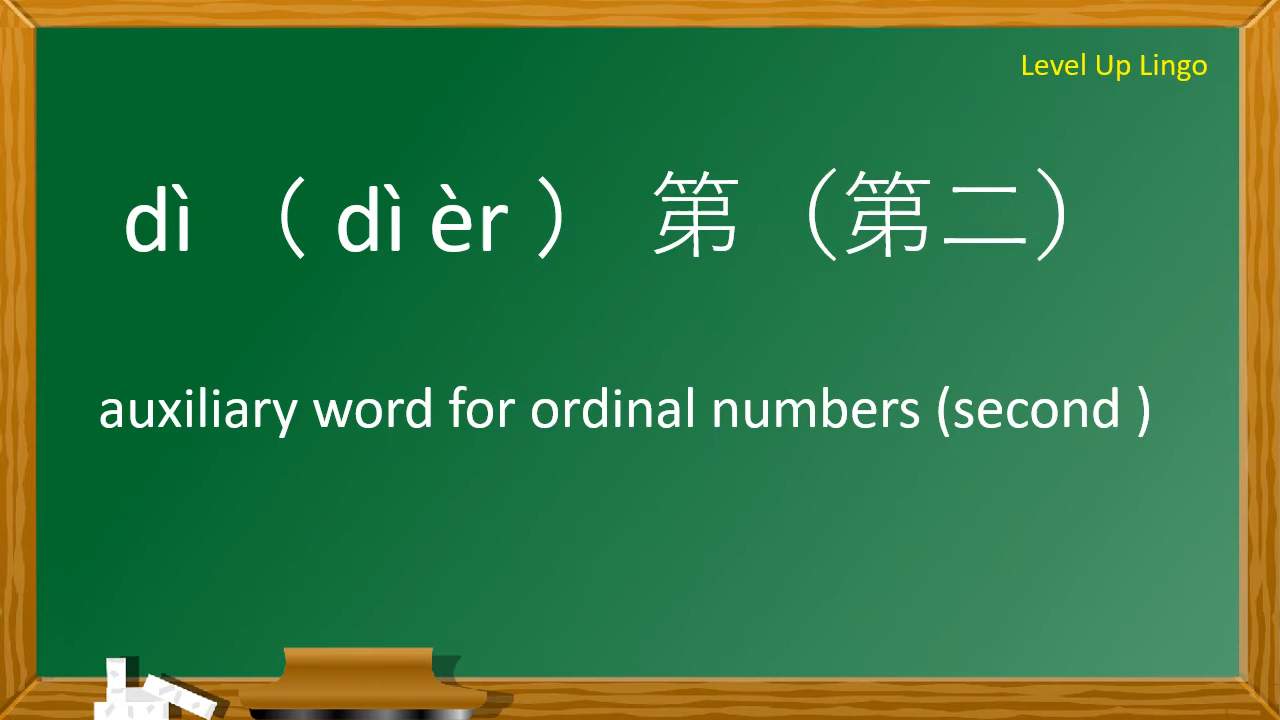 Level Up Lingo
dì （ dì èr ） 第（第二）
auxiliary word for ordinal numbers (second )